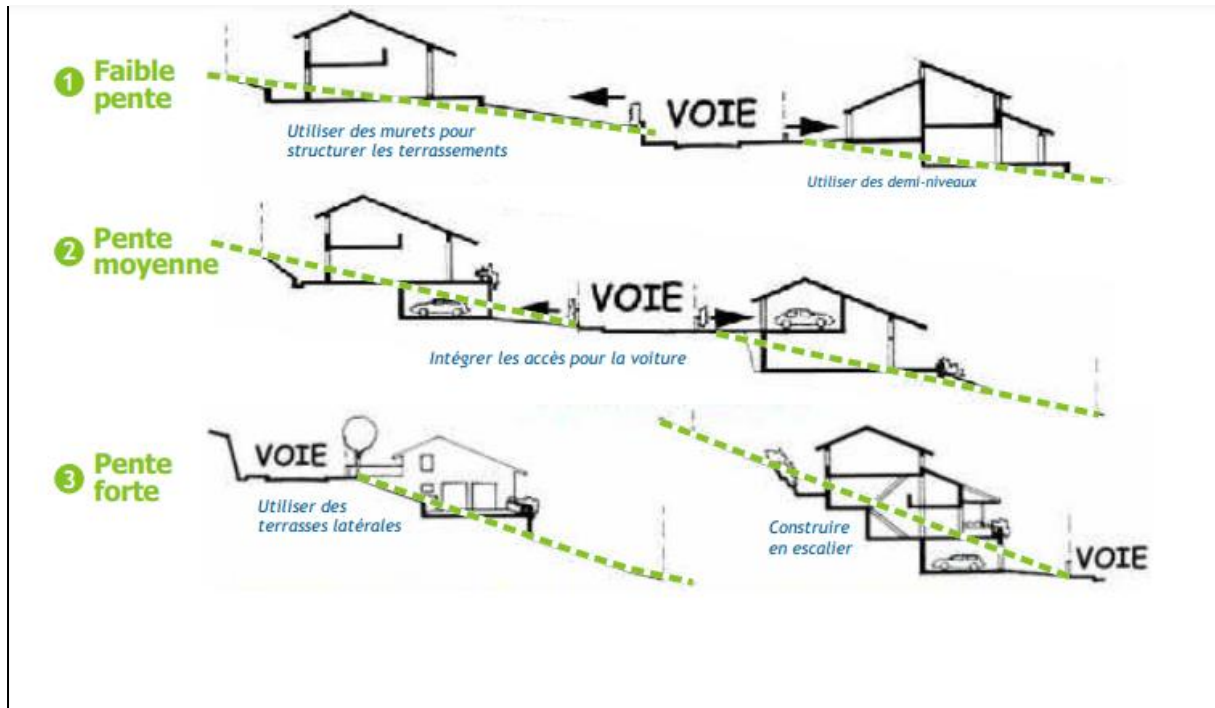 1 Faible
pente
VOIE
Utiliser des murets pour
structurer les terrassements
Utiliser des demi-niveaux
2 Pente
moyenne
VOIE
Intégrer les accès pour la voiture
3 Pente
forte
VOIE
Utiliser des
terrasses latérales
Construire
en escalier
VOIE